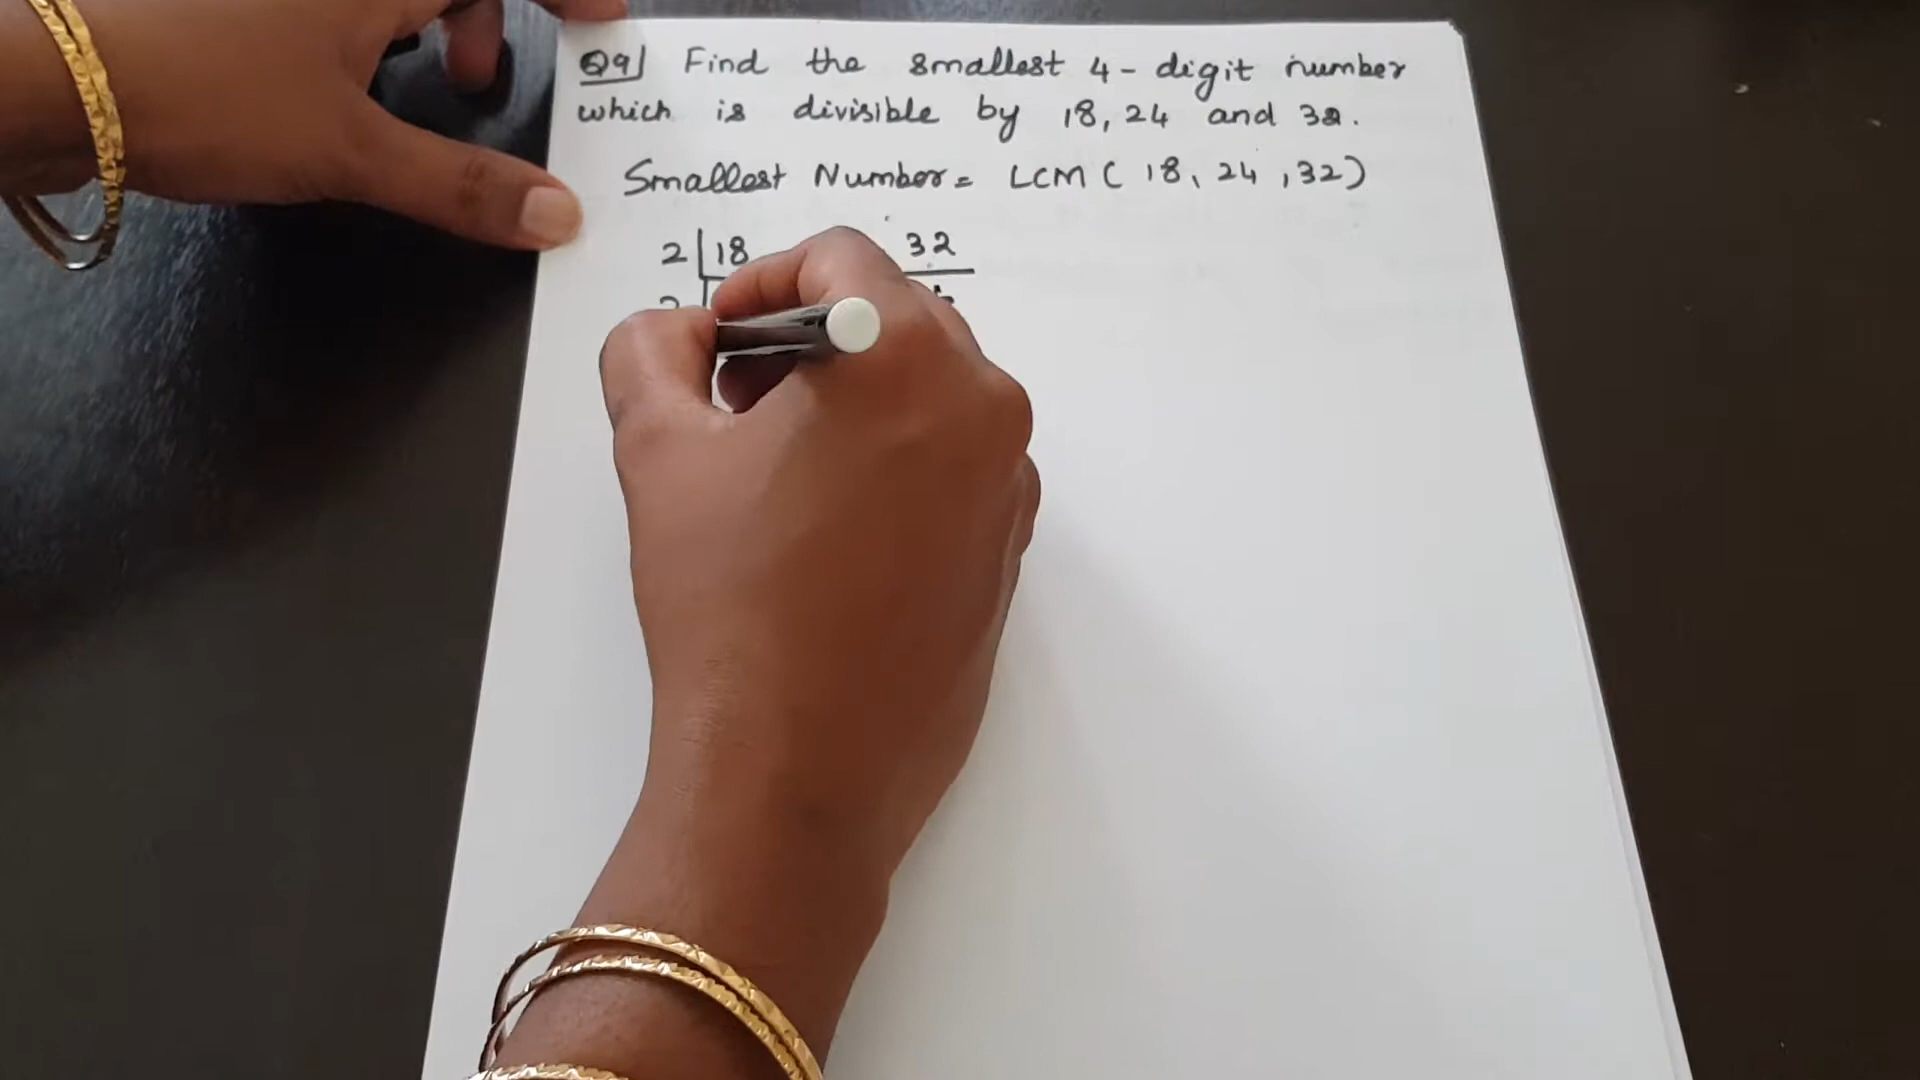 Q9| Find the smallest 4-digit number
which is divisible by 18, 24 and 32.
Smallest Number = LCM ( 18, 24, 32)
2 | 18 32
2